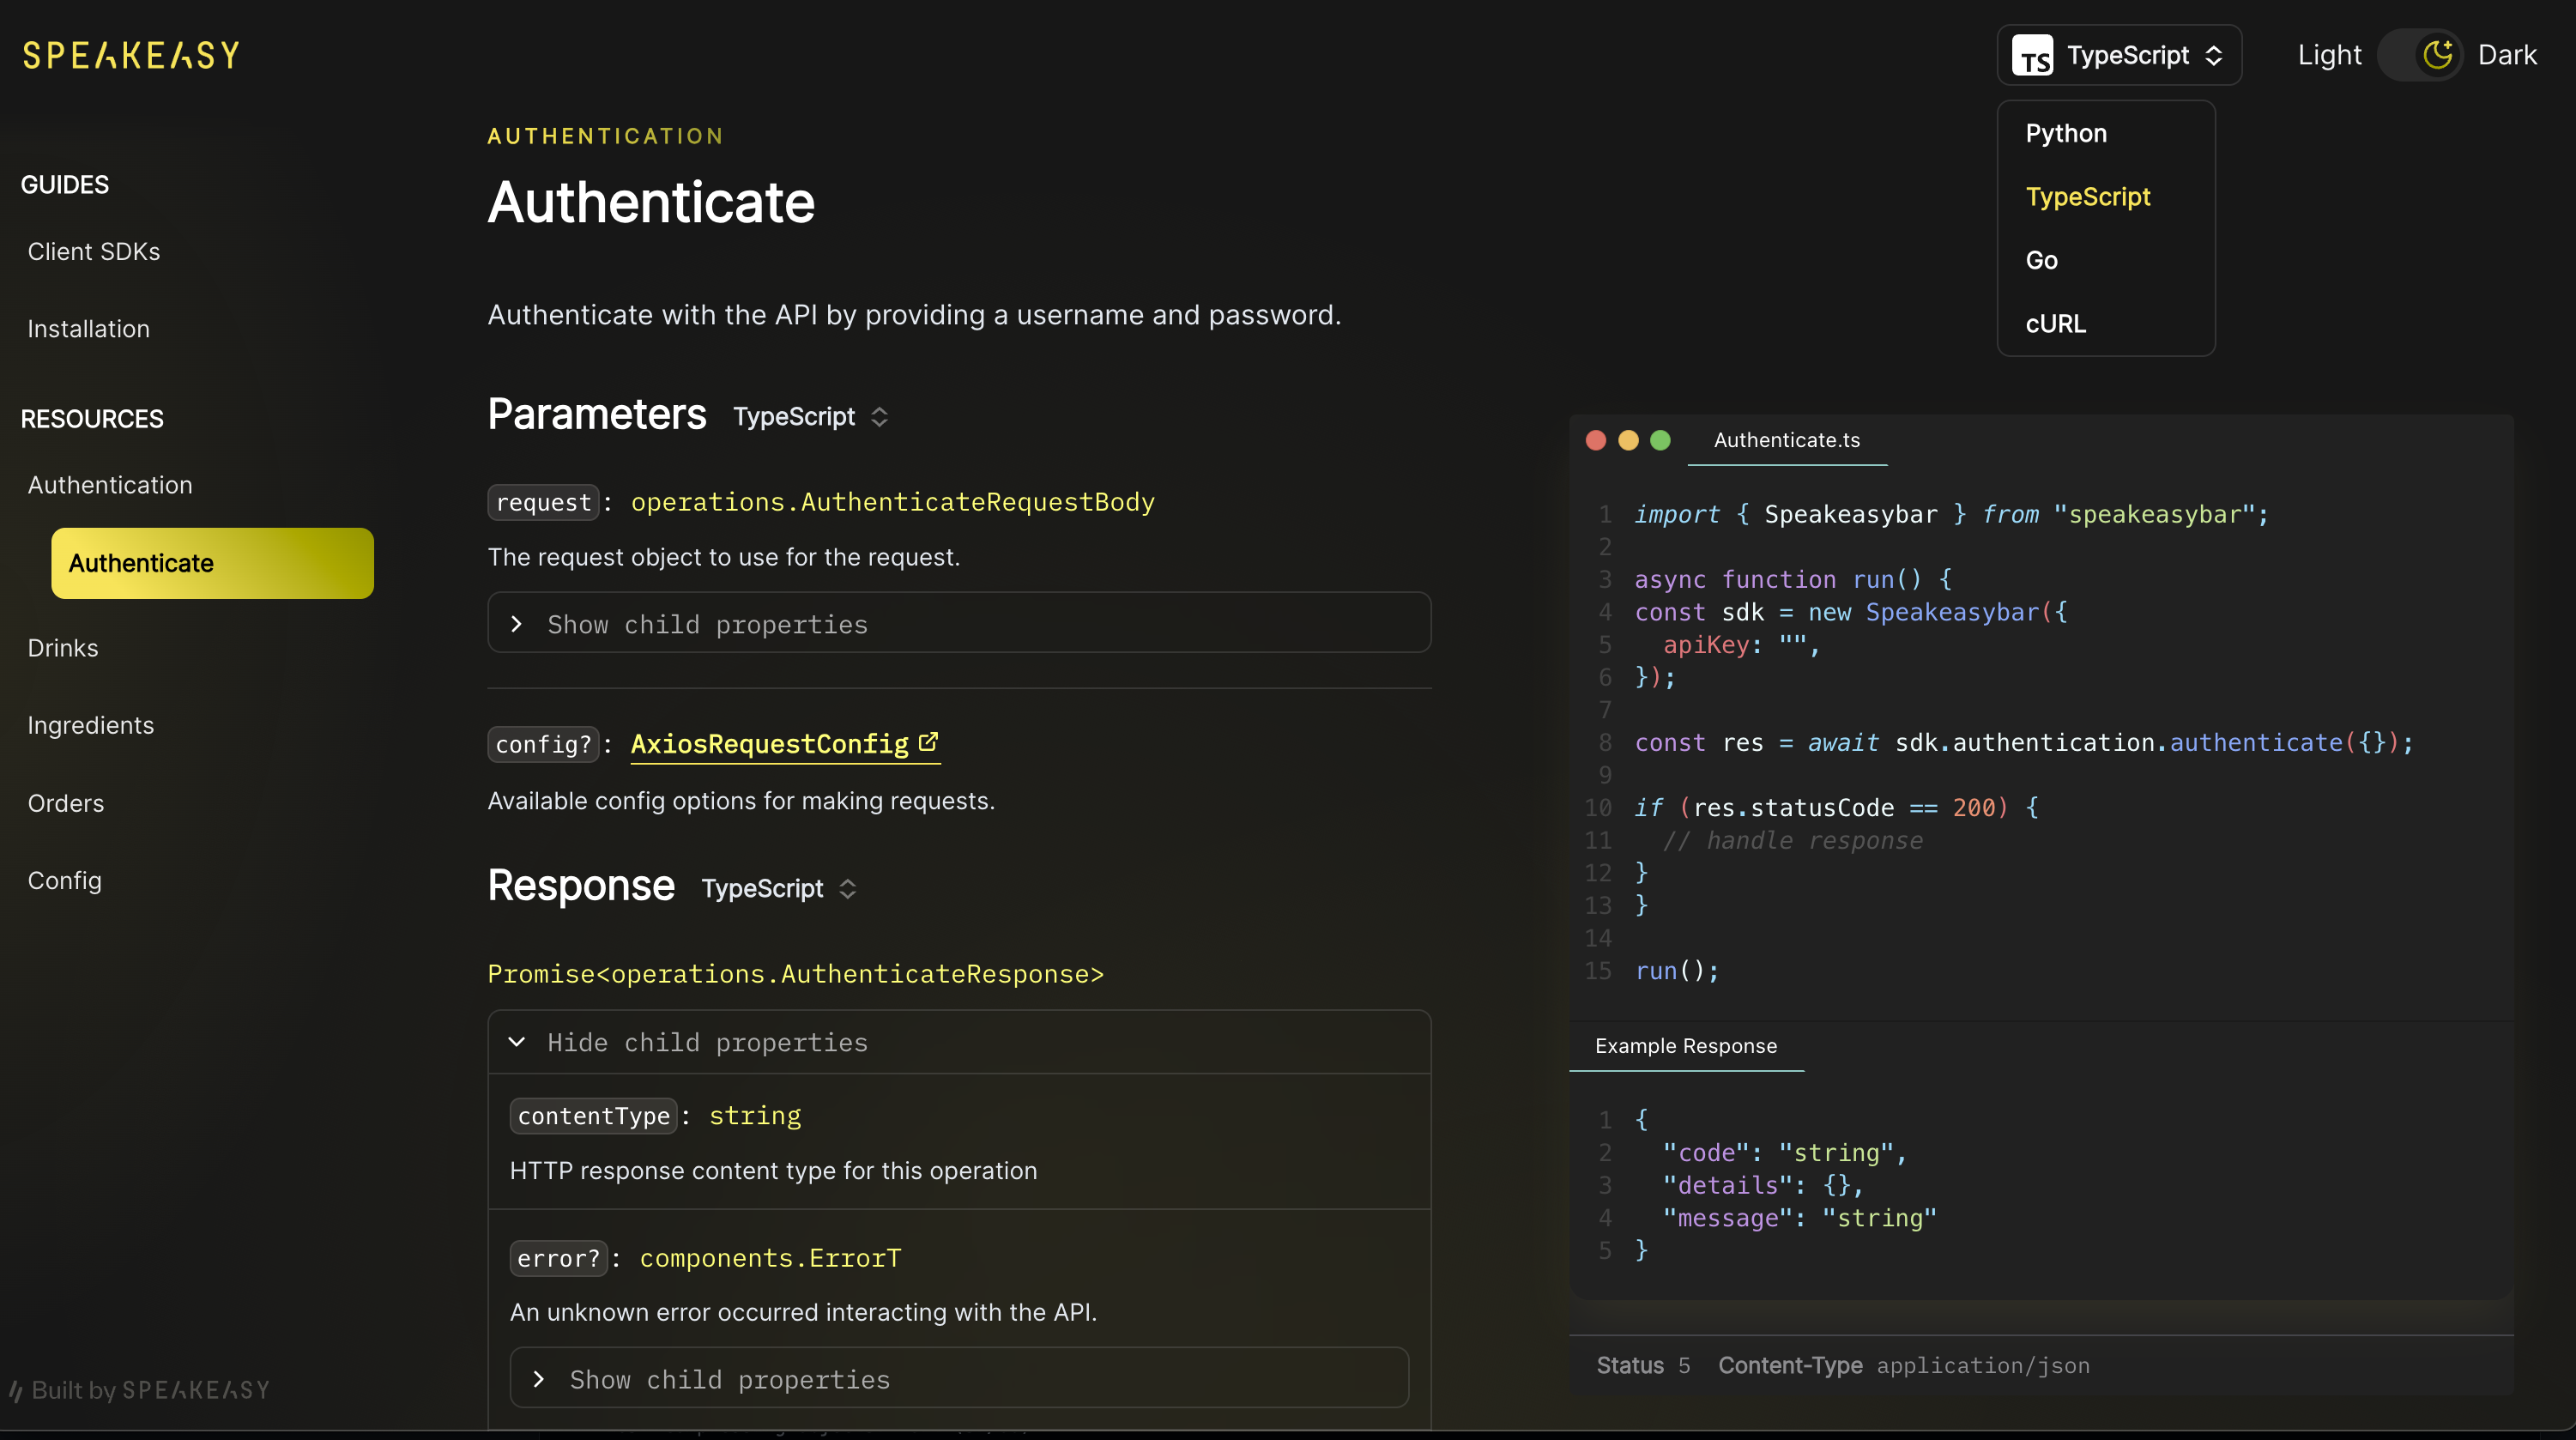 SPEAKEASY
TS TypeScript
Light Dark
Python
TypeScript
Go
cURL
GUIDES
Client SDKs
Installation
RESOURCES
Authentication
Authenticate
Drinks
Ingredients
Orders
Config
Built by SPEAKEASY
AUTHENTICATION
Authenticate
Authenticate with the API by providing a username and password.
Parameters TypeScript
request: operations.AuthenticateRequestBody
The request object to use for the request.
Show child properties
config?: AxiosRequestConfig
Available config options for making requests.
Response TypeScript
Promise<operations.AuthenticateResponse>
Hide child properties
contentType: string
HTTP response content type for this operation
error?: components.ErrorT
An unknown error occurred interacting with the API.
Show child properties
Authenticate.ts
1 import { Speakeasybar } from "speakeasybar";
2
3 async function run() {
4 const sdk = new Speakeasybar({
5   apiKey: "",
6 });
7
8 const res = await sdk.authentication.authenticate({});
9
10 if (res.statusCode == 200) {
11   // handle response
12 }
13 }
14
15 run();
Example Response
1 {
2   "code": "string",
3   "details": {},
4   "message": "string"
5 }
Status 5 Content-Type application/json